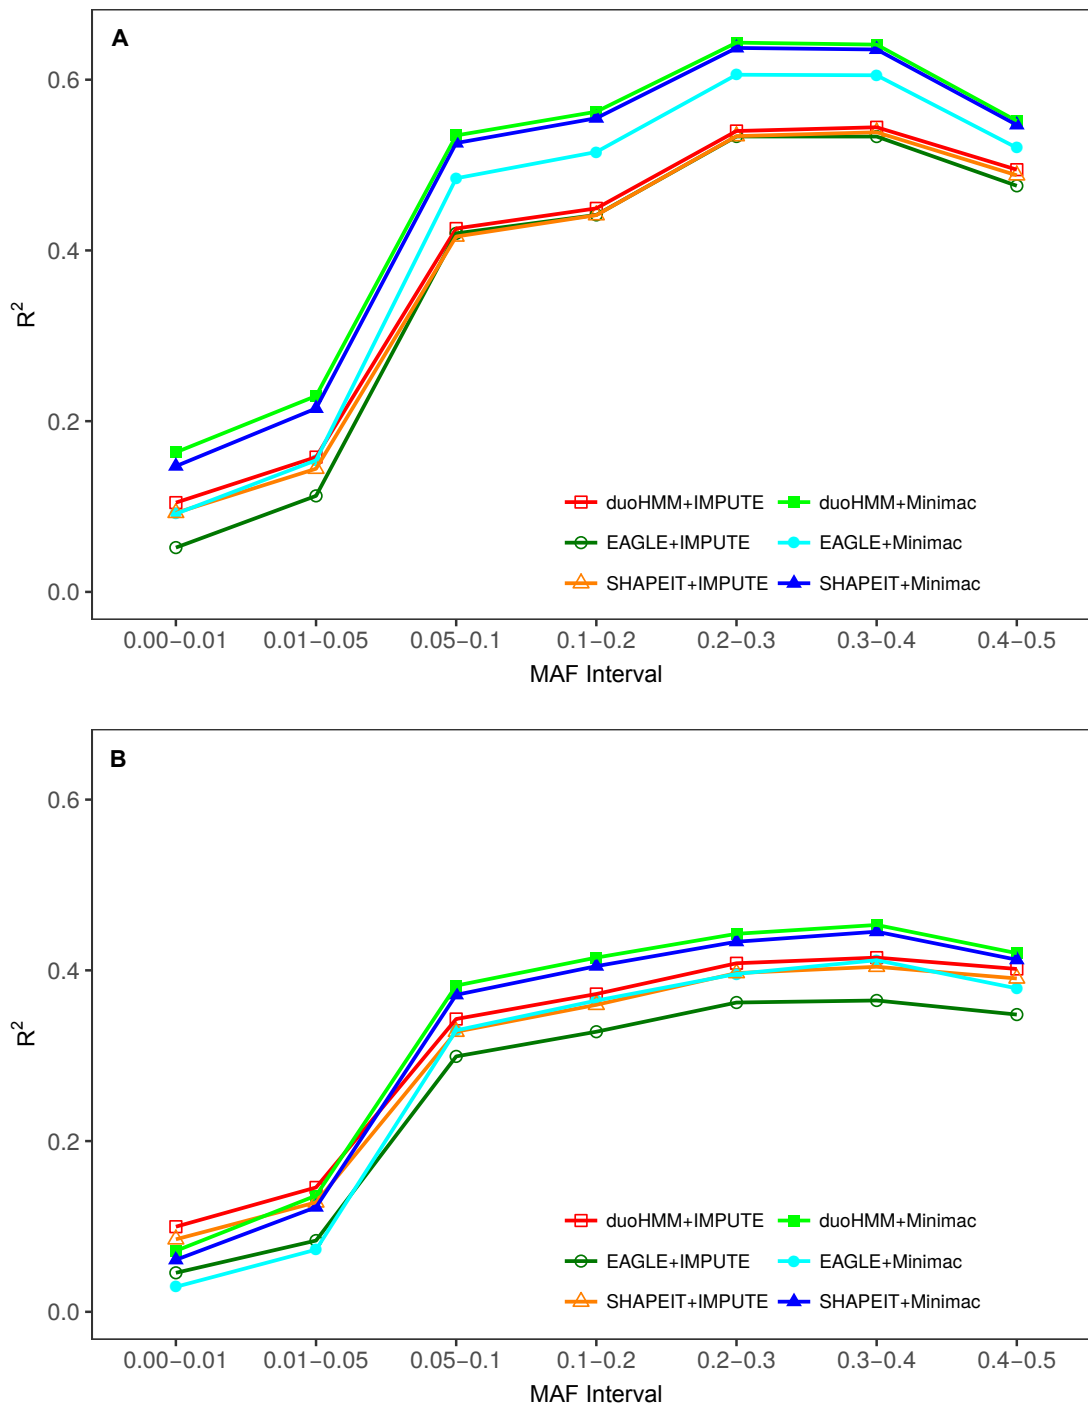 A
0.6
0.4
0.2
0.0
R²
duoHMM+IMPUTE duoHMM+Minimac
EAGLE+IMPUTE EAGLE+Minimac
SHAPEIT+IMPUTE SHAPEIT+Minimac
0.00−0.01 0.01−0.05 0.05−0.1 0.1−0.2 0.2−0.3 0.3−0.4 0.4−0.5
MAF Interval
B
0.6
0.4
0.2
0.0
R²
duoHMM+IMPUTE duoHMM+Minimac
EAGLE+IMPUTE EAGLE+Minimac
SHAPEIT+IMPUTE SHAPEIT+Minimac
0.00−0.01 0.01−0.05 0.05−0.1 0.1−0.2 0.2−0.3 0.3−0.4 0.4−0.5
MAF Interval